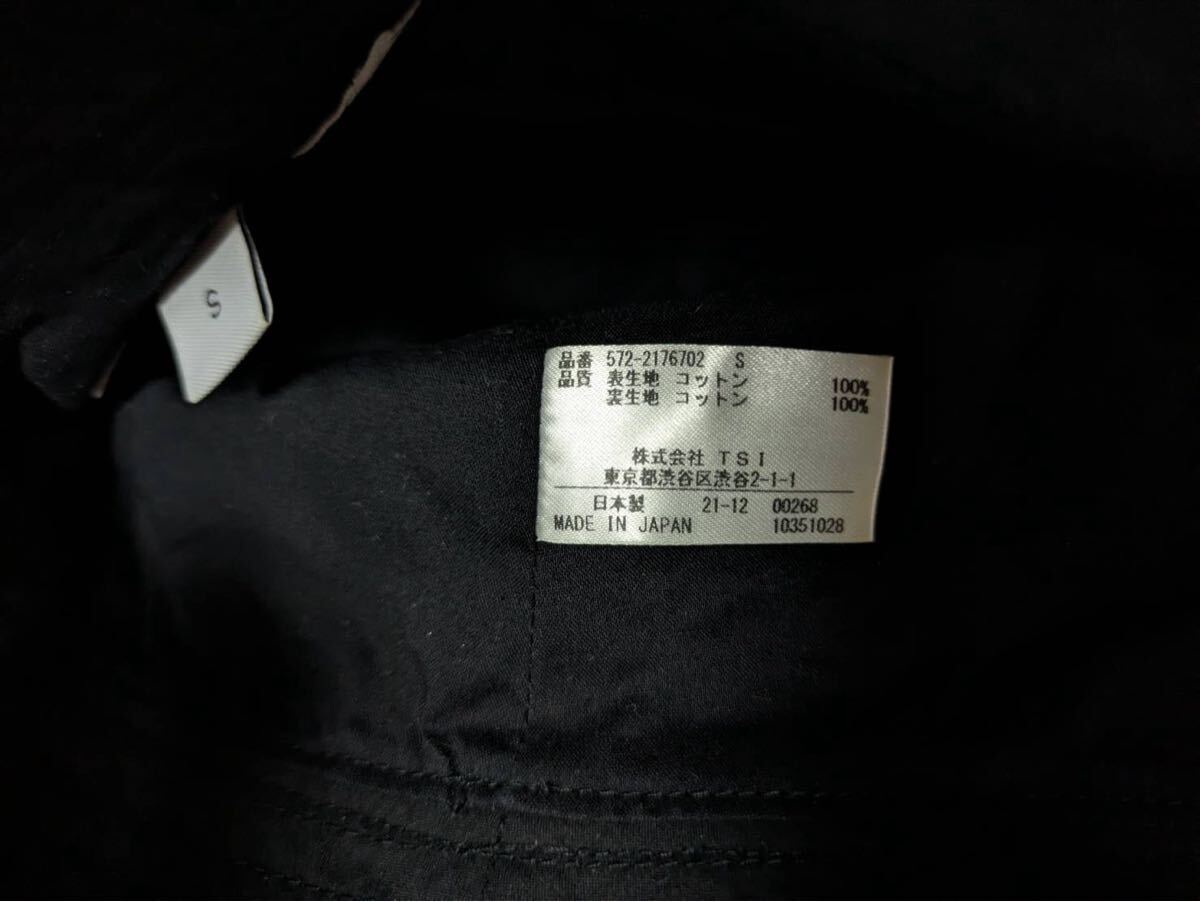 S
品番 572-2176702 S
品質 表生地 コットン 100%
裏生地 コットン 100%
株式会社 TSI
東京都渋谷区渋谷2-1-1
日本製 21-12 00268
MADE IN JAPAN 10351028